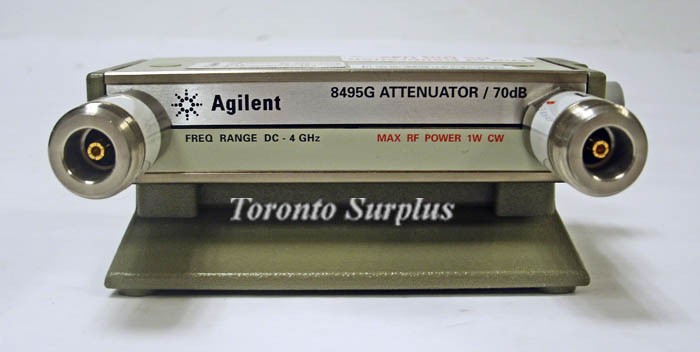 Agilent
8495G ATTENUATOR / 70dB
FREQ RANGE DC - 4 GHz
MAX RF POWER 1W CW
Toronto Surplus